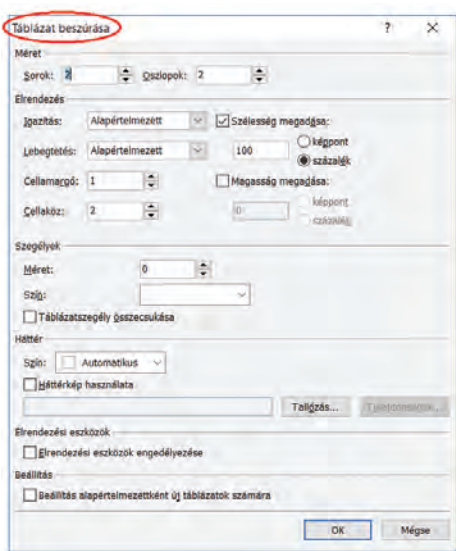 Táblázat beszúrása ? ×
Méret
Sorok: 2 Oszlopok: 2
Elrendezés
Igazítás: Alapértelmezett Szélesség megadása:
Lebegtetés: Alapértelmezett 100 képpont
százalék
Cellamargó: 1 Magasság megadása:
Cellaköz: 2 0 képpont
százalék
Szegélyek
Méret: 0
Szín:
Táblázatszegély összecsukása
Háttér
Szín: Automatikus
Háttérkép használata
Tallózás... Tulajdonságok...
Elrendezési eszközök
Elrendezési eszközök engedélyezése
Beállítás
Beállítás alapértelmezettként új táblázatok számára
OK Mégse